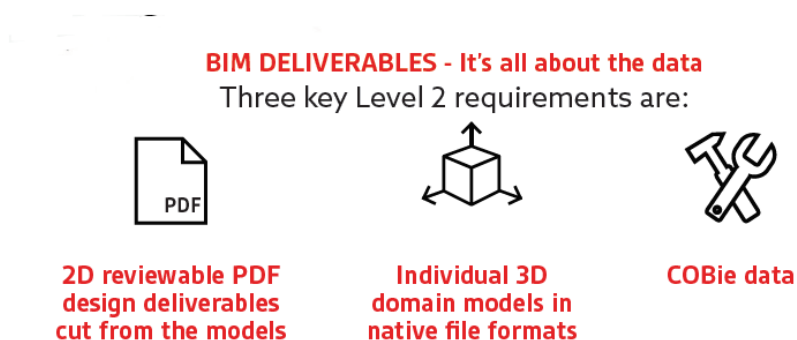 BIM DELIVERABLES - It's all about the data
Three key Level 2 requirements are:
PDF
2D reviewable PDF
design deliverables
cut from the models
Individual 3D
domain models in
native file formats
COBie data